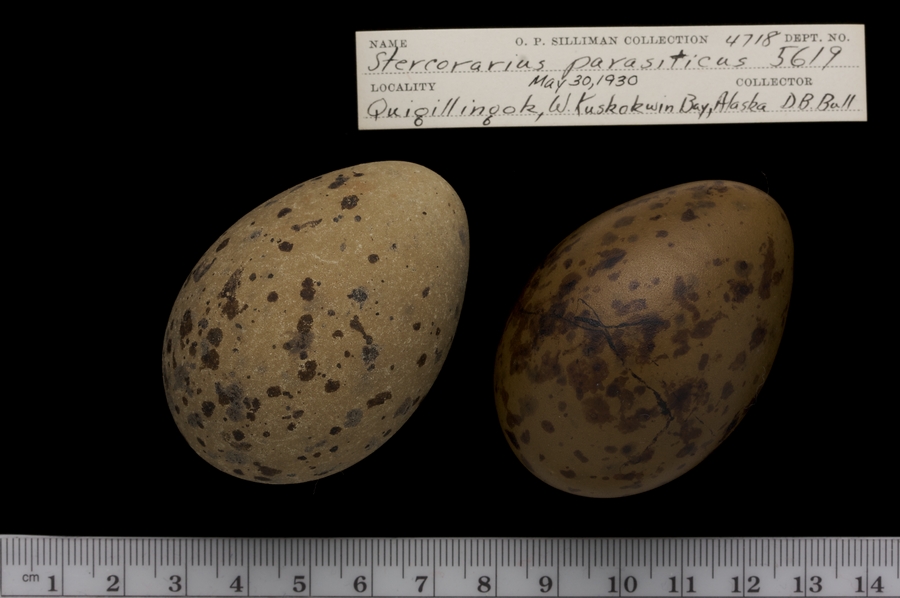 NAME O. P. SILLIMAN COLLECTION 4718 DEPT. NO.
Stercorarius parasiticus 5619
LOCALITY May 30, 1930 COLLECTOR
Quigillingok, W Kuskokwin Bay, Alaska D B. Bull
cm 1 2 3 4 5 6 7 8 9 10 11 12 13 14